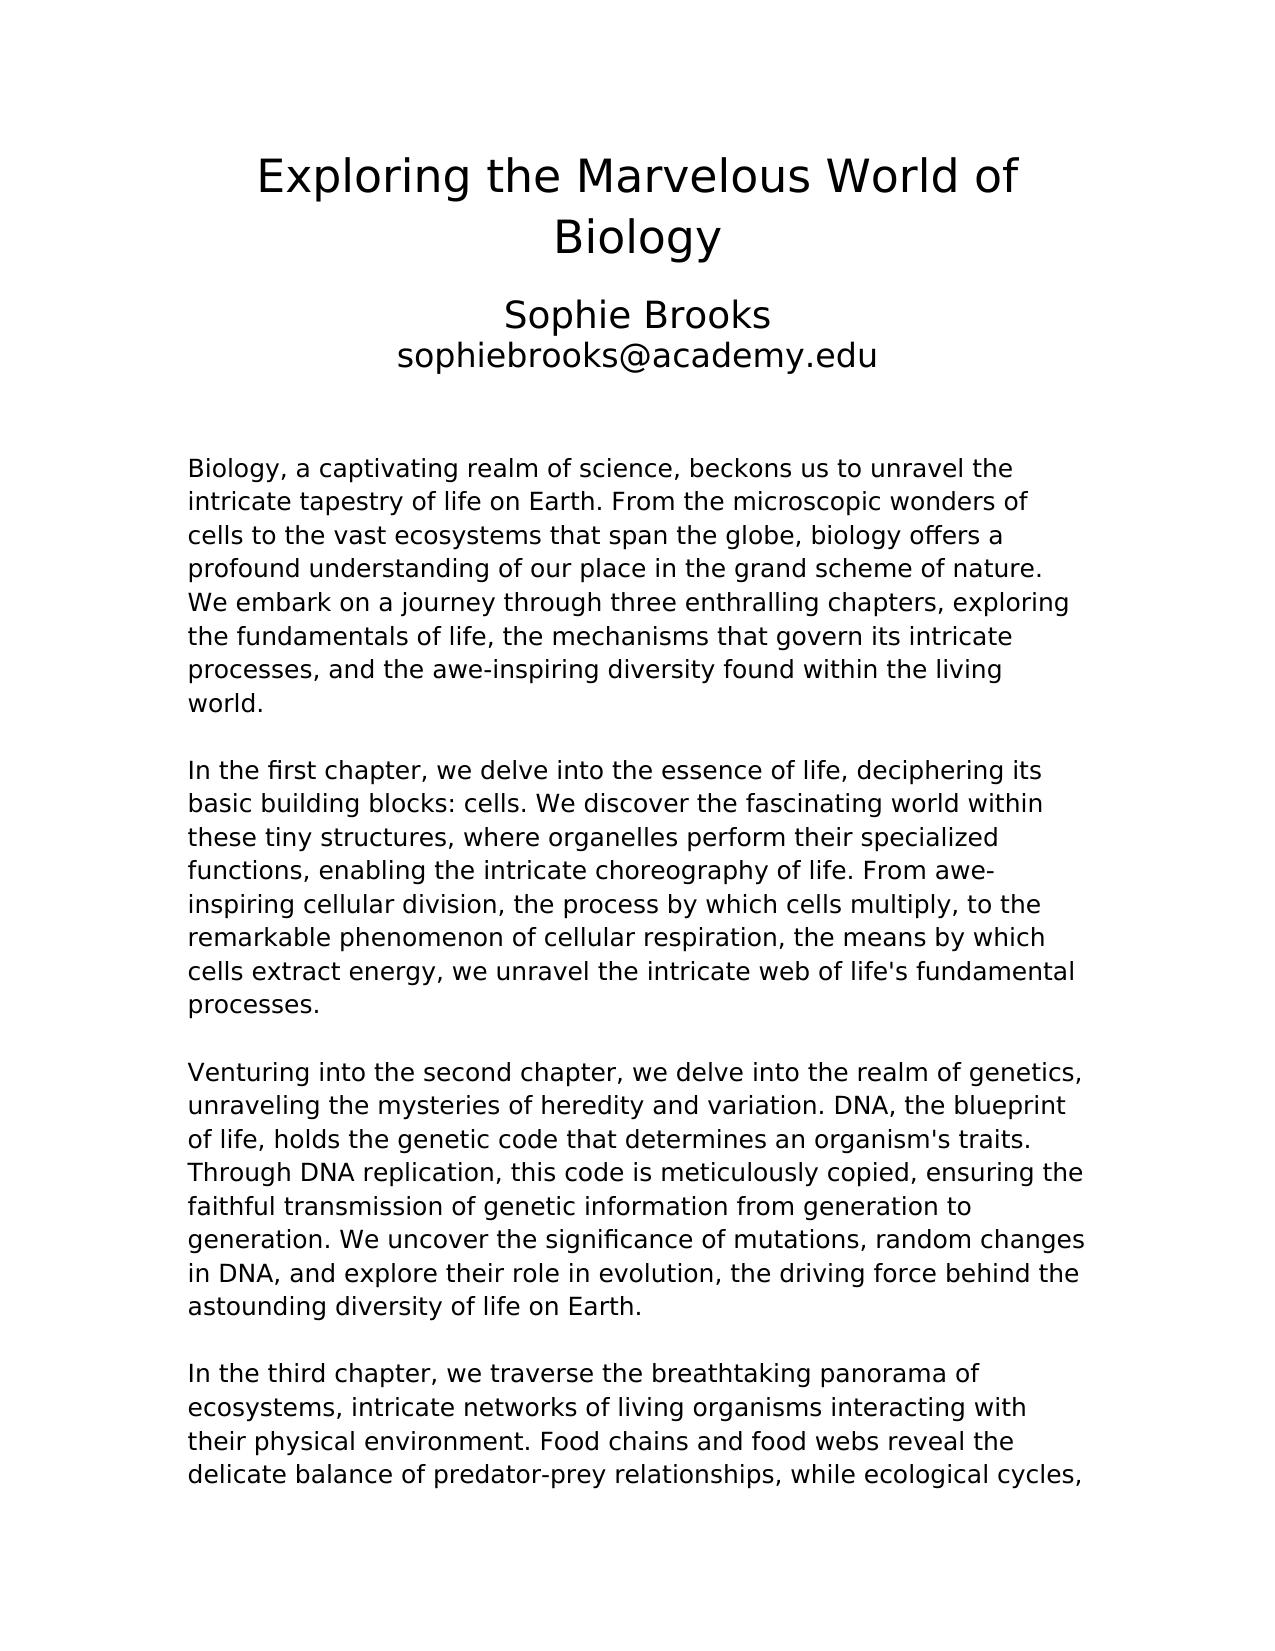 Exploring the Marvelous World of
Biology
Sophie Brooks
sophiebrooks@academy.edu
Biology, a captivating realm of science, beckons us to unravel the
intricate tapestry of life on Earth. From the microscopic wonders of
cells to the vast ecosystems that span the globe, biology offers a
profound understanding of our place in the grand scheme of nature.
We embark on a journey through three enthralling chapters, exploring
the fundamentals of life, the mechanisms that govern its intricate
processes, and the awe-inspiring diversity found within the living
world.
In the first chapter, we delve into the essence of life, deciphering its
basic building blocks: cells. We discover the fascinating world within
these tiny structures, where organelles perform their specialized
functions, enabling the intricate choreography of life. From awe-
inspiring cellular division, the process by which cells multiply, to the
remarkable phenomenon of cellular respiration, the means by which
cells extract energy, we unravel the intricate web of life's fundamental
processes.
Venturing into the second chapter, we delve into the realm of genetics,
unraveling the mysteries of heredity and variation. DNA, the blueprint
of life, holds the genetic code that determines an organism's traits.
Through DNA replication, this code is meticulously copied, ensuring the
faithful transmission of genetic information from generation to
generation. We uncover the significance of mutations, random changes
in DNA, and explore their role in evolution, the driving force behind the
astounding diversity of life on Earth.
In the third chapter, we traverse the breathtaking panorama of
ecosystems, intricate networks of living organisms interacting with
their physical environment. Food chains and food webs reveal the
delicate balance of predator-prey relationships, while ecological cycles,